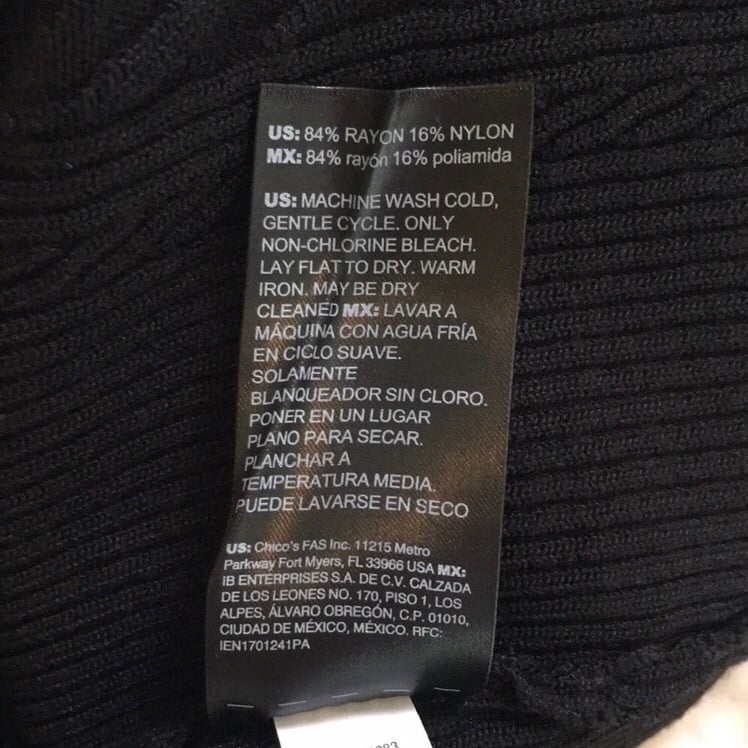 US: 84% RAYON 16% NYLON
MX: 84% rayón 16% poliamida
US: MACHINE WASH COLD,
GENTLE CYCLE. ONLY
NON-CHLORINE BLEACH.
LAY FLAT TO DRY. WARM
IRON. MAY BE DRY
CLEANED MX: LAVAR A
MÁQUINA CON AGUA FRÍA
EN CICLO SUAVE.
SOLAMENTE
BLANQUEADOR SIN CLORO.
PONER EN UN LUGAR
PLANO PARA SECAR.
PLANCHAR A
TEMPERATURA MEDIA.
PUEDE LAVARSE EN SECO
US: Chico's FAS Inc. 11215 Metro
Parkway Fort Myers, FL 33966 USA MX:
IB ENTERPRISES S.A. DE C.V. CALZADA
DE LOS LEONES NO. 170, PISO 1, LOS
ALPES, ÁLVARO OBREGÓN, C.P. 01010,
CIUDAD DE MÉXICO, MÉXICO. RFC:
IEN1701241PA